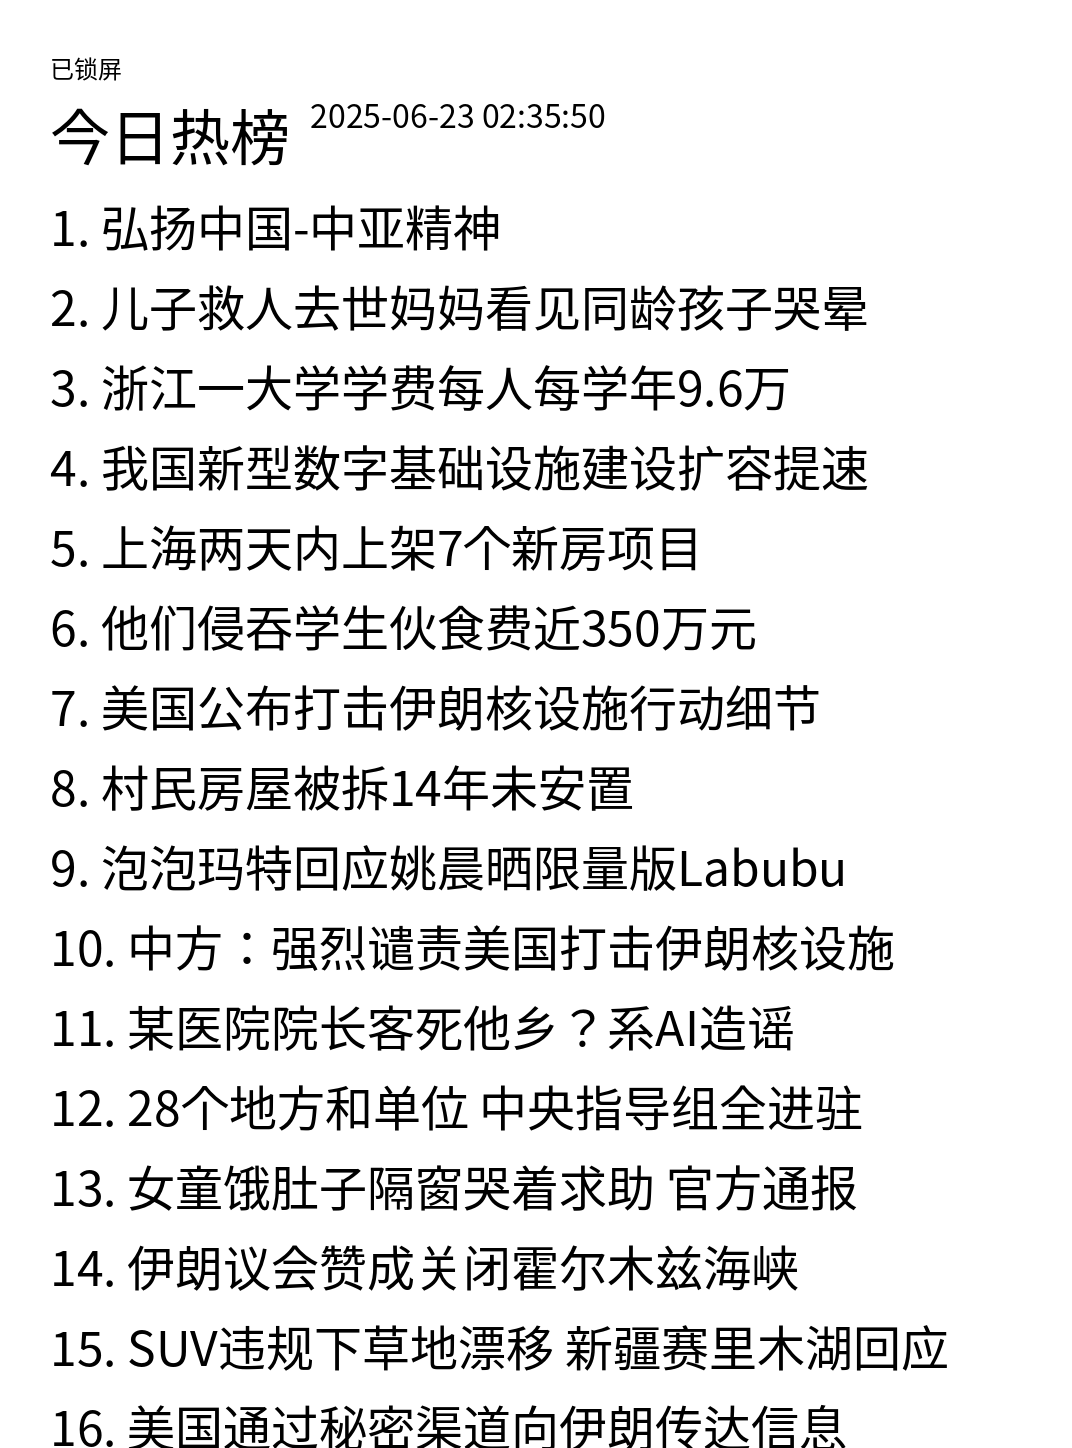 已锁屏
今日热榜 2025-06-23 02:35:50
1. 弘扬中国-中亚精神
2. 儿子救人去世妈妈看见同龄孩子哭晕
3. 浙江一大学学费每人每学年9.6万
4. 我国新型数字基础设施建设扩容提速
5. 上海两天内上架7个新房项目
6. 他们侵吞学生伙食费近350万元
7. 美国公布打击伊朗核设施行动细节
8. 村民房屋被拆14年未安置
9. 泡泡玛特回应姚晨晒限量版Labubu
10. 中方：强烈谴责美国打击伊朗核设施
11. 某医院院长客死他乡？系AI造谣
12. 28个地方和单位 中央指导组全进驻
13. 女童饿肚子隔窗哭着求助 官方通报
14. 伊朗议会赞成关闭霍尔木兹海峡
15. SUV违规下草地漂移 新疆赛里木湖回应
16. 美国通过秘密渠道向伊朗传达信息